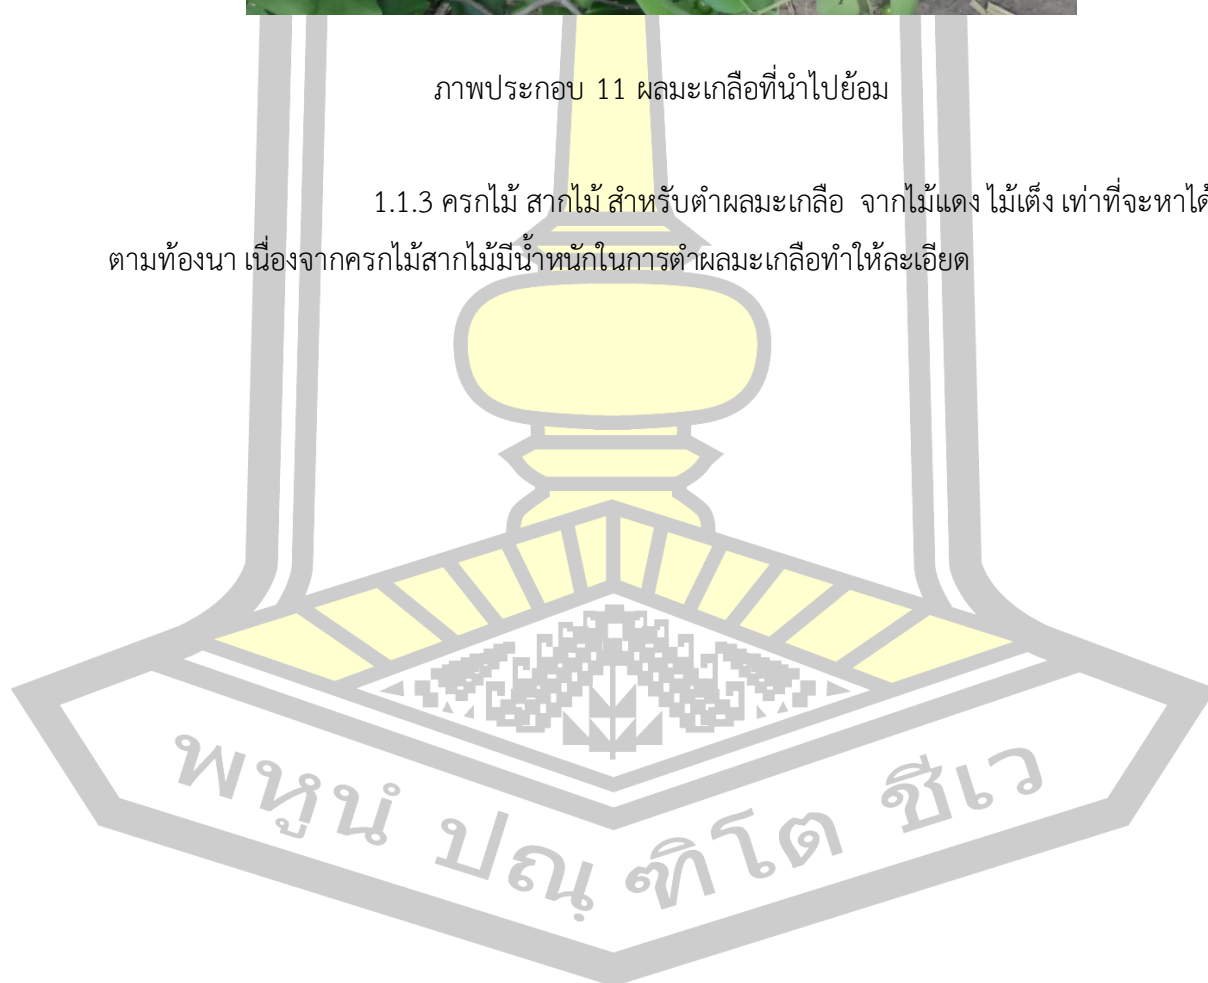 ภาพประกอบ 11 ผลมะเกลือที่นำไปย้อม
1.1.3 ครกไม้ สากไม้ สำหรับตำผลมะเกลือ จากไม้แดง ไม้เต็ง เท่าที่จะหาได้
ตามท้องนา เนื่องจากครกไม้สากไม้มีน้ำหนักในการตำผลมะเกลือทำให้ละเอียด
พหูนํ ปณฺฑิโต ชีเว